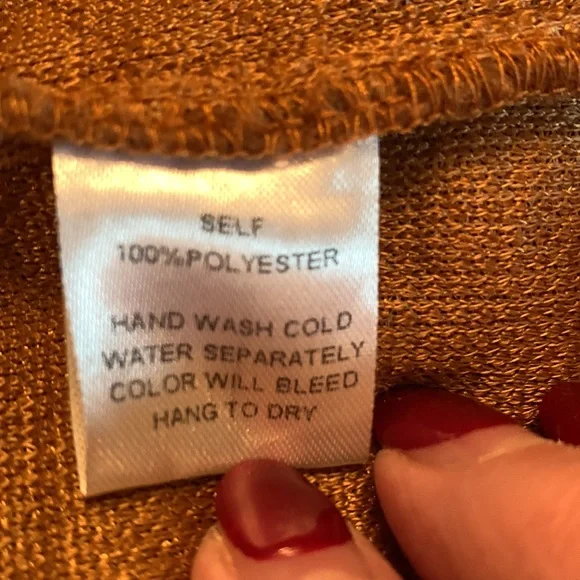 SELF
100%POLYESTER
HAND WASH COLD
WATER SEPARATELY
COLOR WILL BLEED
HANG TO DRY